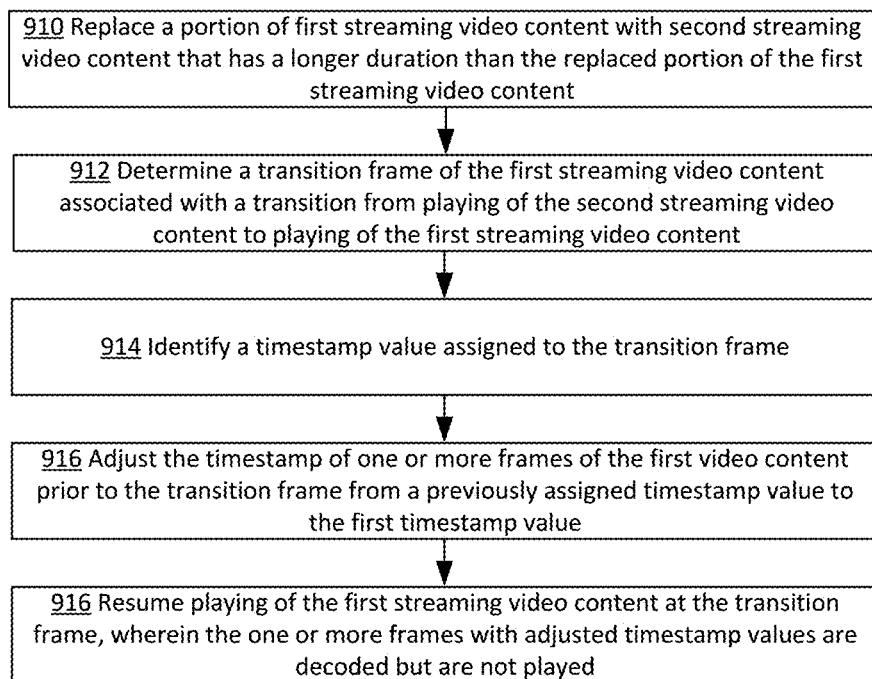 910 Replace a portion of first streaming video content with second streaming
video content that has a longer duration than the replaced portion of the first
streaming video content
912 Determine a transition frame of the first streaming video content
associated with a transition from playing of the second streaming video
content to playing of the first streaming video content
914 Identify a timestamp value assigned to the transition frame
916 Adjust the timestamp of one or more frames of the first video content
prior to the transition frame from a previously assigned timestamp value to
the first timestamp value
916 Resume playing of the first streaming video content at the transition
frame, wherein the one or more frames with adjusted timestamp values are
decoded but are not played